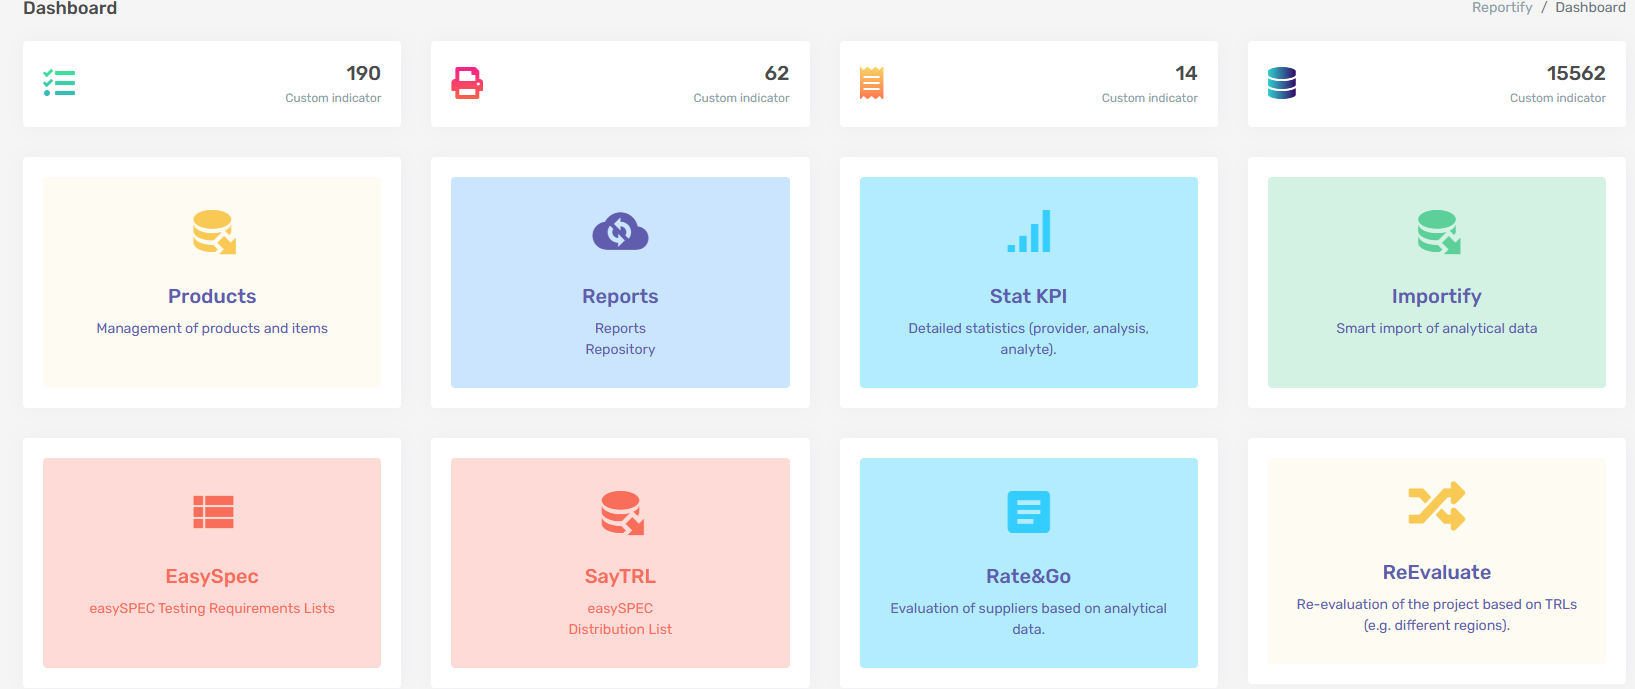 Dashboard
Reportify / Dashboard
190
Custom indicator
62
Custom indicator
14
Custom indicator
15562
Custom indicator
Products
Management of products and items
Reports
Reports
Repository
Stat KPI
Detailed statistics (provider, analysis,
analyte).
Importify
Smart import of analytical data
EasySpec
easySPEC Testing Requirements Lists
SayTRL
easySPEC
Distribution List
Rate&Go
Evaluation of suppliers based on analytical
data.
ReEvaluate
Re-evaluation of the project based on TRLs
(e.g. different regions).